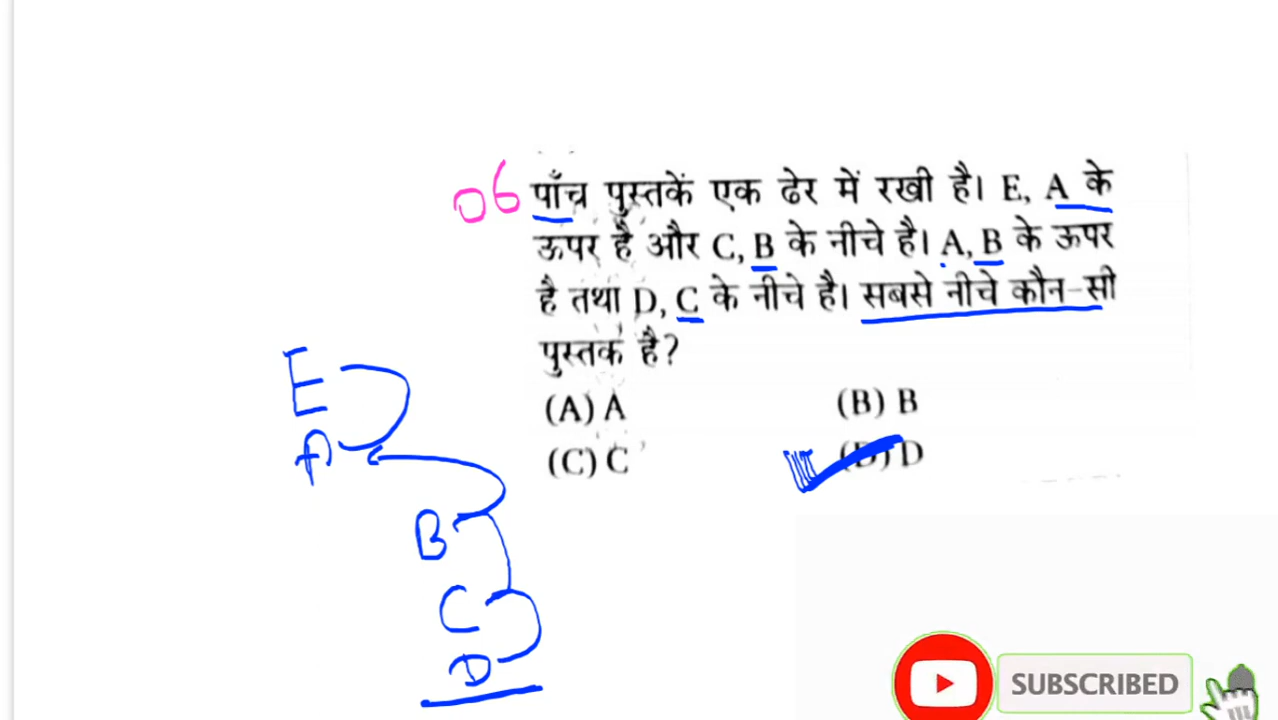 06 पाँच पुस्तकें एक ढेर में रखी है। E, A के
ऊपर है और C, B के नीचे है। A, B के ऊपर
है तथा D, C के नीचे है। सबसे नीचे कौन-सी
पुस्तक है?
(A) A (B) B
(C) C (D) D
E
A
B
C
D
SUBSCRIBED